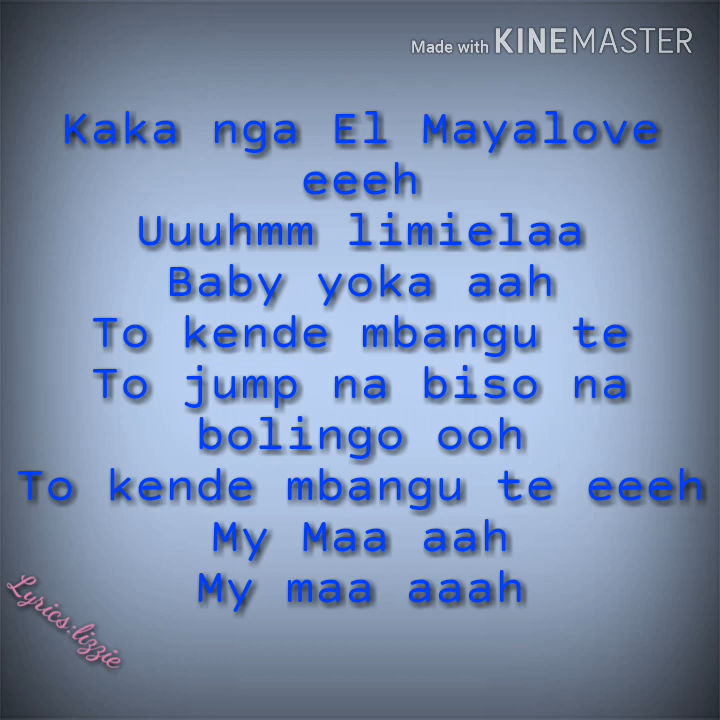 Made with KINEMASTER
Kaka nga El Mayalove
eeeh
Uuuhmm limielaa
Baby yoka aah
To kende mbangu te
To jump na biso na
bolingo ooh
To kende mbangu te eeeh
My Maa aah
My maa aaah
Lyrics:lizzie